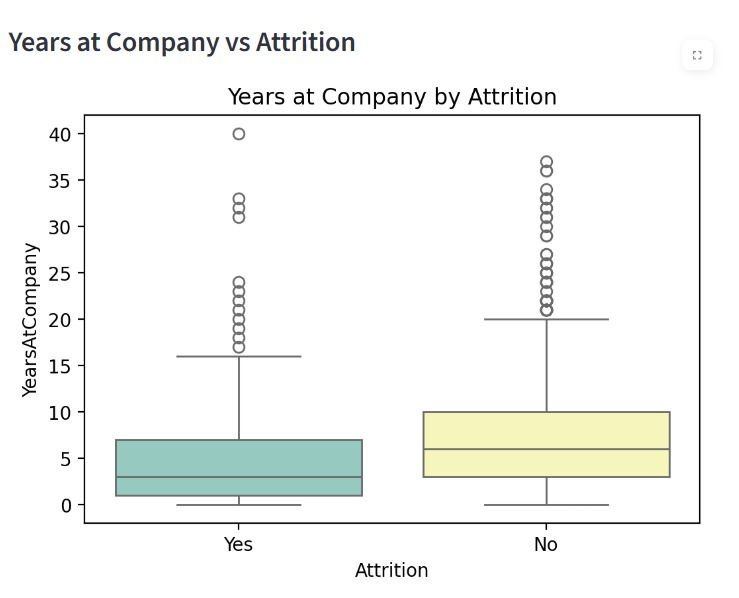 Years at Company vs Attrition
Years at Company by Attrition
40
35
30
25
20
15
10
5
0
YearsAtCompany
Yes
No
Attrition